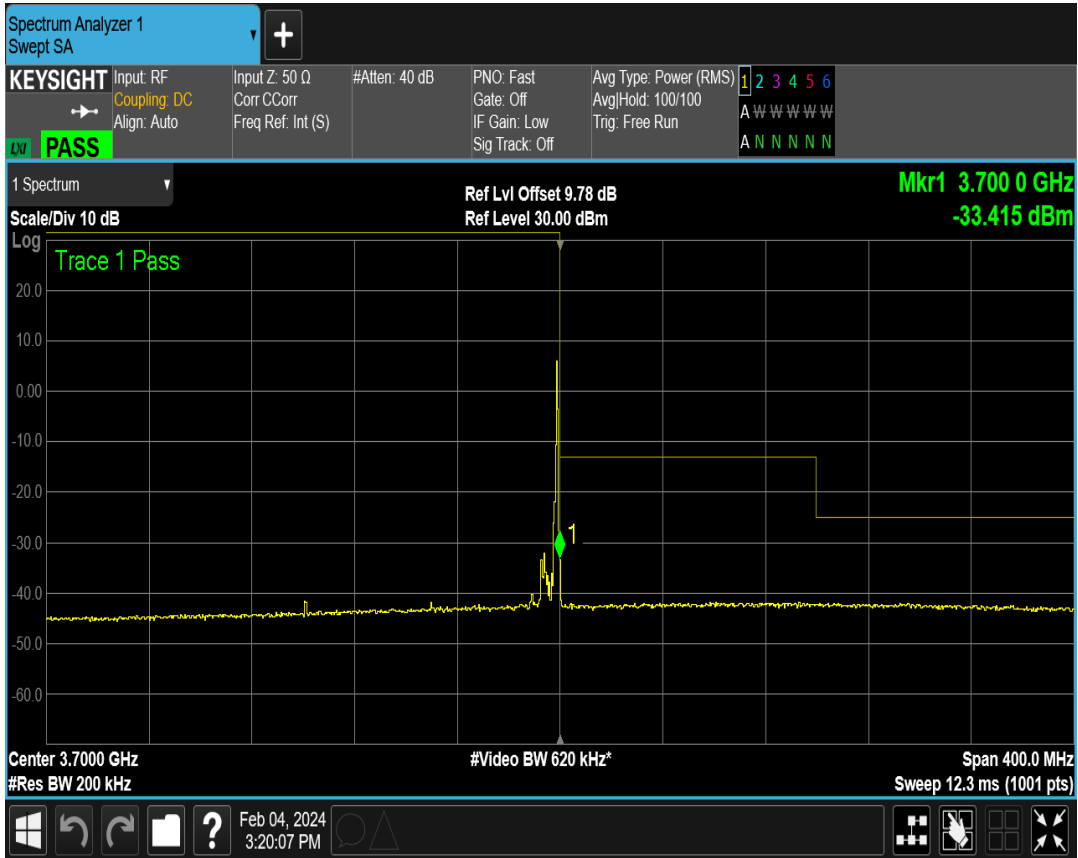 Spectrum Analyzer 1
Swept SA
+
KEYSIGHT
LXI PASS
Input: RF
Coupling: DC
Align: Auto
Input Z: 50 Ω
Corr CCorr
Freq Ref: Int (S)
#Atten: 40 dB
PNO: Fast
Gate: Off
IF Gain: Low
Sig Track: Off
Avg Type: Power (RMS)
Avg|Hold: 100/100
Trig: Free Run
1 2 3 4 5 6
A W W W W W
A N N N N N
1 Spectrum
Scale/Div 10 dB
Ref Lvl Offset 9.78 dB
Ref Level 30.00 dBm
Mkr1 3.700 0 GHz
-33.415 dBm
Log
Trace 1 Pass
20.0
10.0
0.00
-10.0
-20.0
1
-30.0
-40.0
-50.0
-60.0
Center 3.7000 GHz
#Video BW 620 kHz*
Span 400.0 MHz
#Res BW 200 kHz
Sweep 12.3 ms (1001 pts)
?
Feb 04, 2024
3:20:07 PM